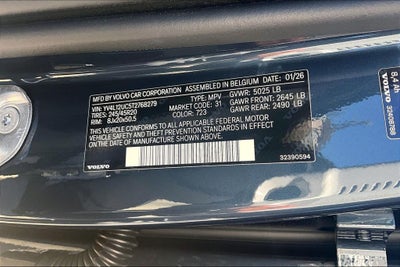 MFD BY VOLVO CAR CORPORATION ASSEMBLED IN BELGIUM 01/26
VIN: YV4L12UC5T2768279 TYPE: MPV GVWR: 5025 LB
TIRES: 245/45R20 MARKET CODE: 31 GAWR FRONT: 2645 LB
RIM: 8Jx20x50.5 COLOR: 723 GAWR REAR: 2490 LB
THIS VEHICLE CONFORMS TO ALL APPLICABLE FEDERAL MOTOR
VEHICLE SAFETY AND THEFT PREVENTION STANDARDS
IN EFFECT ON THE DATE OF MANUFACTURE SHOWN ABOVE
VOLVO
32390594
8.4 Ah
VOLVO